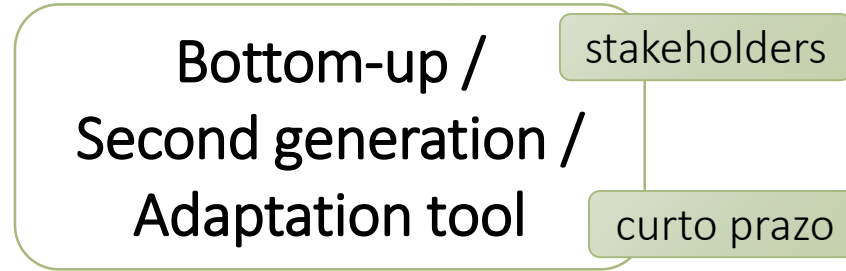 Bottom-up /
Second generation /
Adaptation tool
stakeholders
curto prazo